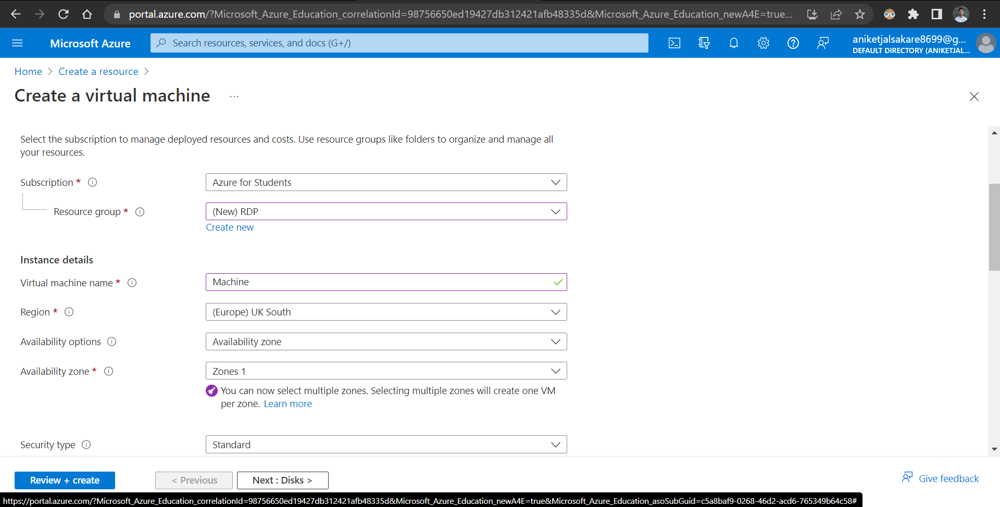 portal.azure.com/?Microsoft_Azure_Education_correlationId=98756650ed19427db312421afb48335d&Microsoft_Azure_Education_newA4E=true...
Microsoft Azure
Search resources, services, and docs (G+/)
aniketjalsakare8699@g...
DEFAULT DIRECTORY (ANIKETJAL...
Home > Create a resource >
Create a virtual machine ...
Select the subscription to manage deployed resources and costs. Use resource groups like folders to organize and manage all
your resources.
Subscription *
Azure for Students
Resource group *
(New) RDP
Create new
Instance details
Virtual machine name *
Machine
Region *
(Europe) UK South
Availability options
Availability zone
Availability zone *
Zones 1
You can now select multiple zones. Selecting multiple zones will create one VM
per zone. Learn more
Security type
Standard
Review + create
< Previous
Next : Disks >
Give feedback
https://portal.azure.com/?Microsoft_Azure_Education_correlationId=98756650ed19427db312421afb48335d&Microsoft_Azure_Education_newA4E=true&Microsoft_Azure_Education_asoSubGuid=c5a8baf9-0268-46d2-acd6-765349b64c58#